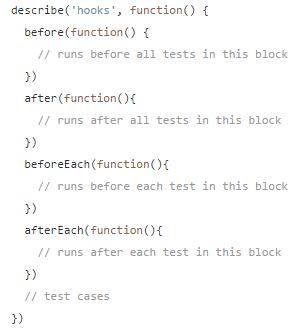 describe('hooks', function() {
before(function() {
// runs before all tests in this block
})
after(function(){
// runs after all tests in this block
})
beforeEach(function(){
// runs before each test in this block
})
afterEach(function(){
// runs after each test in this block
})
// test cases
})